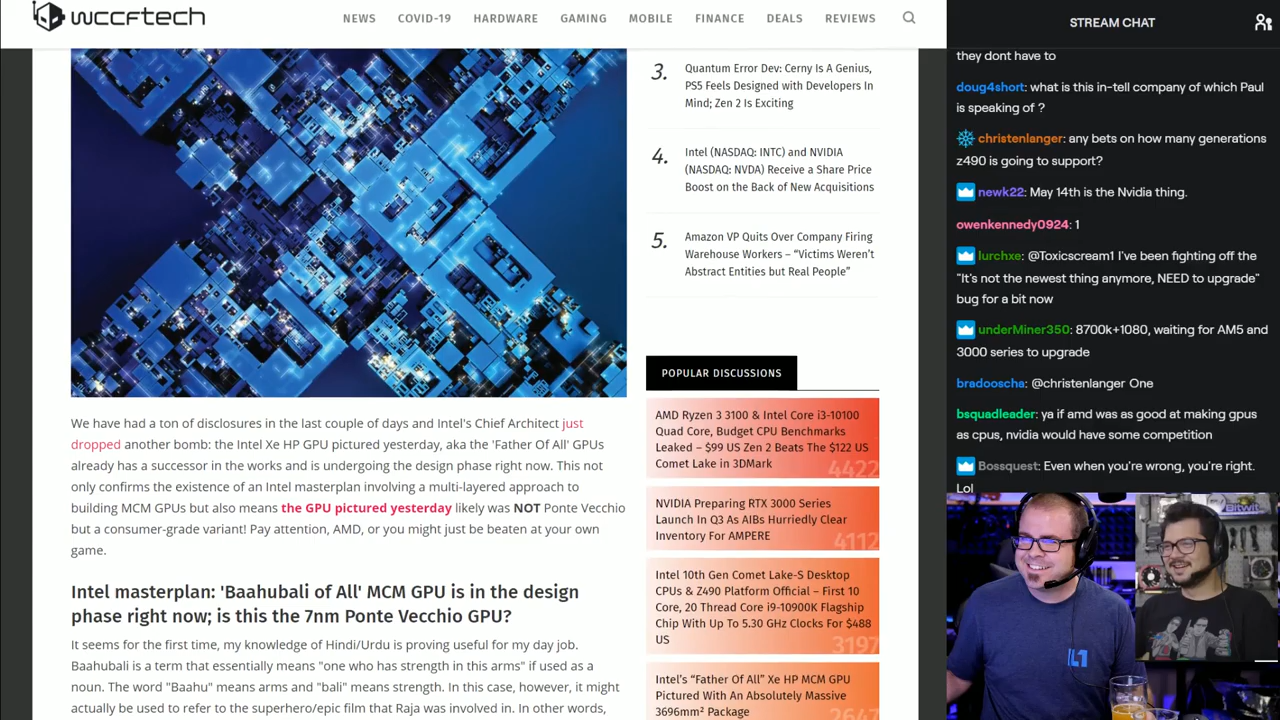 wccftech
NEWS
COVID-19
HARDWARE
GAMING
MOBILE
FINANCE
DEALS
REVIEWS
3.
Quantum Error Dev: Cerny Is A Genius,
PS5 Feels Designed with Developers In
Mind; Zen 2 Is Exciting
4.
Intel (NASDAQ: INTC) and NVIDIA
(NASDAQ: NVDA) Receive a Share Price
Boost on the Back of New Acquisitions
5.
Amazon VP Quits Over Company Firing
Warehouse Workers – “Victims Weren’t
Abstract Entities but Real People”
We have had a ton of disclosures in the last couple of days and Intel's Chief Architect just
dropped another bomb: the Intel Xe HP GPU pictured yesterday, aka the 'Father Of All' GPUs
already has a successor in the works and is undergoing the design phase right now. This not
only confirms the existence of an Intel masterplan involving a multi-layered approach to
building MCM GPUs but also means the GPU pictured yesterday likely was NOT Ponte Vecchio
but a consumer-grade variant! Pay attention, AMD, or you might just be beaten at your own
game.
Intel masterplan: 'Baahubali of All' MCM GPU is in the design
phase right now; is this the 7nm Ponte Vecchio GPU?
It seems for the first time, my knowledge of Hindi/Urdu is proving useful for my day job.
Baahubali is a term that essentially means "one who has strength in this arms" if used as a
noun. The word "Baahu" means arms and "bali" means strength. In this case, however, it might
actually be used to refer to the superhero/epic film that Raja was involved in. In other words,
POPULAR DISCUSSIONS
AMD Ryzen 3 3100 & Intel Core i3-10100
Quad Core, Budget CPU Benchmarks
Leaked – $99 US Zen 2 Beats The $122 US
Comet Lake in 3DMark
4422
NVIDIA Preparing RTX 3000 Series
Launch In Q3 As AIBs Hurriedly Clear
Inventory For AMPERE
4112
Intel 10th Gen Comet Lake-S Desktop
CPUs & Z490 Platform Official – First 10
Core, 20 Thread Core i9-10900K Flagship
Chip With Up To 5.30 GHz Clocks For $488
US
3197
Intel’s “Father Of All” Xe HP MCM GPU
Pictured With An Absolutely Massive
3696mm² Package
2647
STREAM CHAT
they dont have to
doug4short: what is this in-tell company of which Paul
is speaking of ?
christenlanger: any bets on how many generations
z490 is going to support?
newk22: May 14th is the Nvidia thing.
owenkennedy0924: 1
lurchxe: @Toxicscream1 I've been fighting off the
"It's not the newest thing anymore, NEED to upgrade"
bug for a bit now
underMiner350: 8700k+1080, waiting for AM5 and
3000 series to upgrade
bradooscha: @christenlanger One
bsquadleader: ya if amd was as good at making gpus
as cpus, nvidia would have some competition
Bossquest: Even when you're wrong, you're right.
Lol
Bitwit